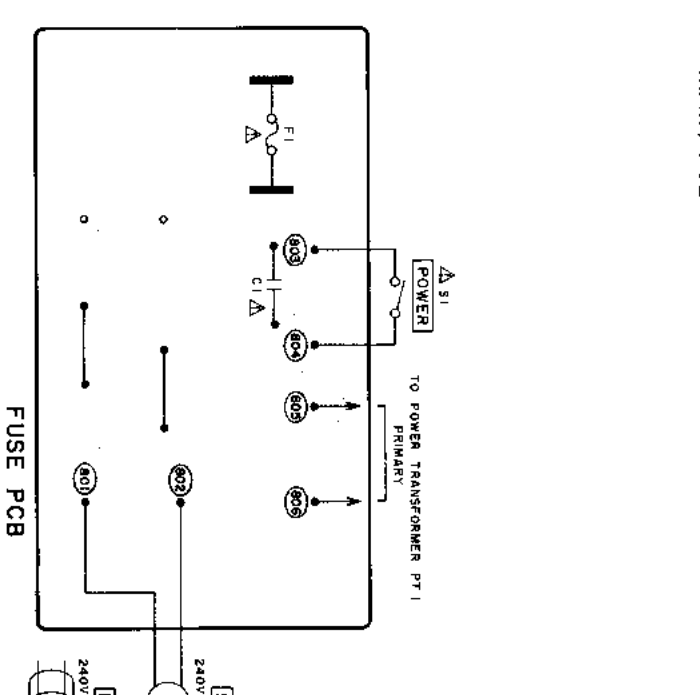 FUSE PCB
F1
803
C1
804
S1
POWER
805
806
TO POWER TRANSFORMER PT1
PRIMARY
801
802
240V
240V